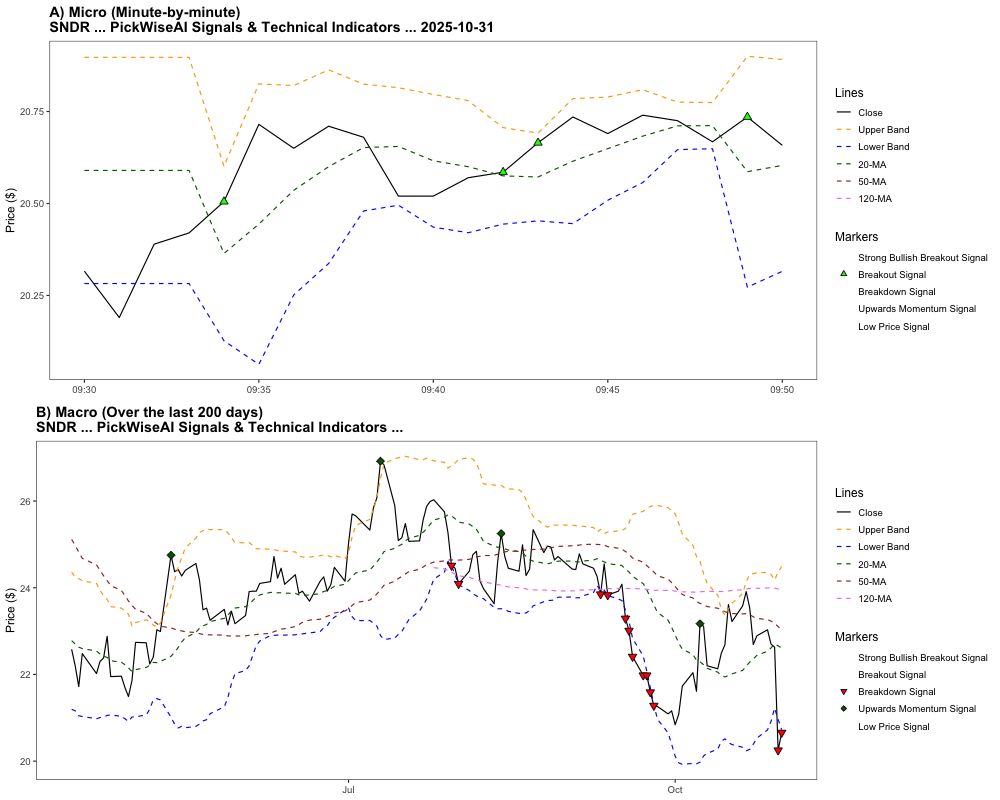 A) Micro (Minute-by-minute)
SNDR ... PickWiseAI Signals & Technical Indicators ... 2025-10-31
Price ($)
20.75
20.50
20.25
09:30
09:35
09:40
09:45
09:50
Lines
Close
Upper Band
Lower Band
20-MA
50-MA
120-MA
Markers
Strong Bullish Breakout Signal
Breakout Signal
Breakdown Signal
Upwards Momentum Signal
Low Price Signal
B) Macro (Over the last 200 days)
SNDR ... PickWiseAI Signals & Technical Indicators ...
Price ($)
26
24
22
20
Jul
Oct
Lines
Close
Upper Band
Lower Band
20-MA
50-MA
120-MA
Markers
Strong Bullish Breakout Signal
Breakout Signal
Breakdown Signal
Upwards Momentum Signal
Low Price Signal